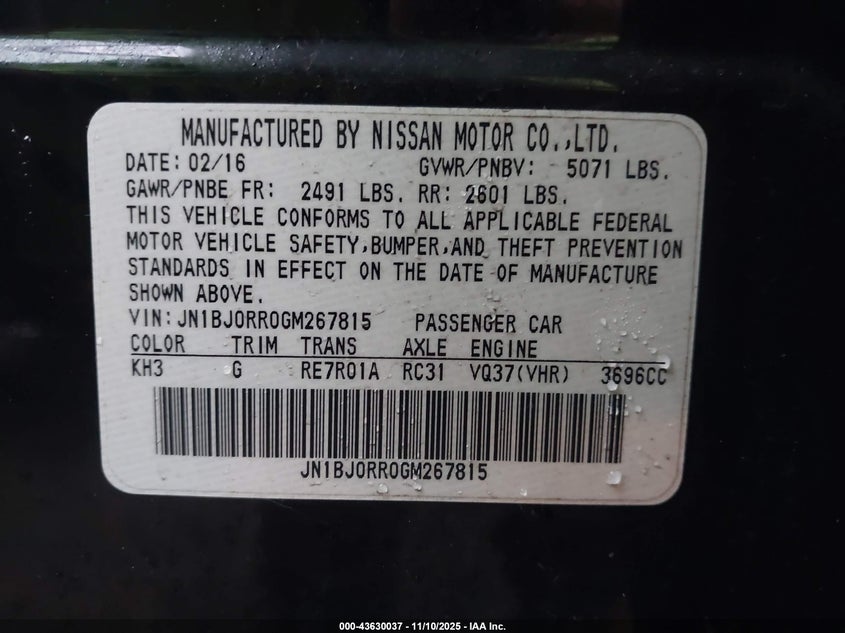 MANUFACTURED BY NISSAN MOTOR CO.,LTD.
DATE: 02/16 GVWR/PNBV: 5071 LBS.
GAWR/PNBE FR: 2491 LBS. RR: 2601 LBS.
THIS VEHICLE CONFORMS TO ALL APPLICABLE FEDERAL
MOTOR VEHICLE SAFETY,BUMPER,AND THEFT PREVENTION
STANDARDS IN EFFECT ON THE DATE OF MANUFACTURE
SHOWN ABOVE.
VIN: JN1BJ0RR0GM267815 PASSENGER CAR
COLOR TRIM TRANS AXLE ENGINE
KH3 G RE7R01A RC31 VQ37(VHR) 3696CC
JN1BJ0RR0GM267815
000-43630037 - 11/10/2025 - IAA Inc.